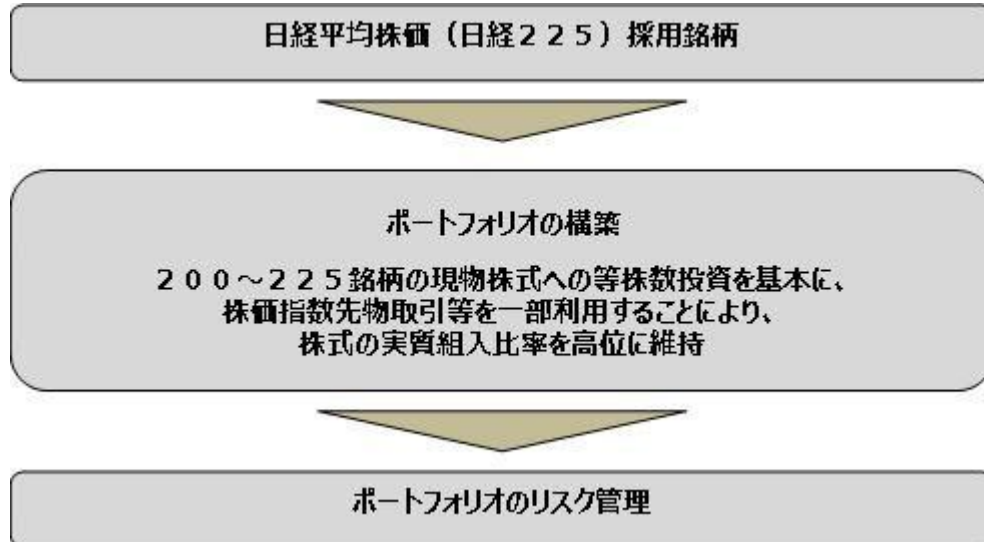 日経平均株価（日経２２５）採用銘柄
ポートフォリオの構築
２００～２２５銘柄の現物株式への等株数投資を基本に、
株価指数先物取引等を一部利用することにより、
株式の実質組入比率を高位に維持
ポートフォリオのリスク管理